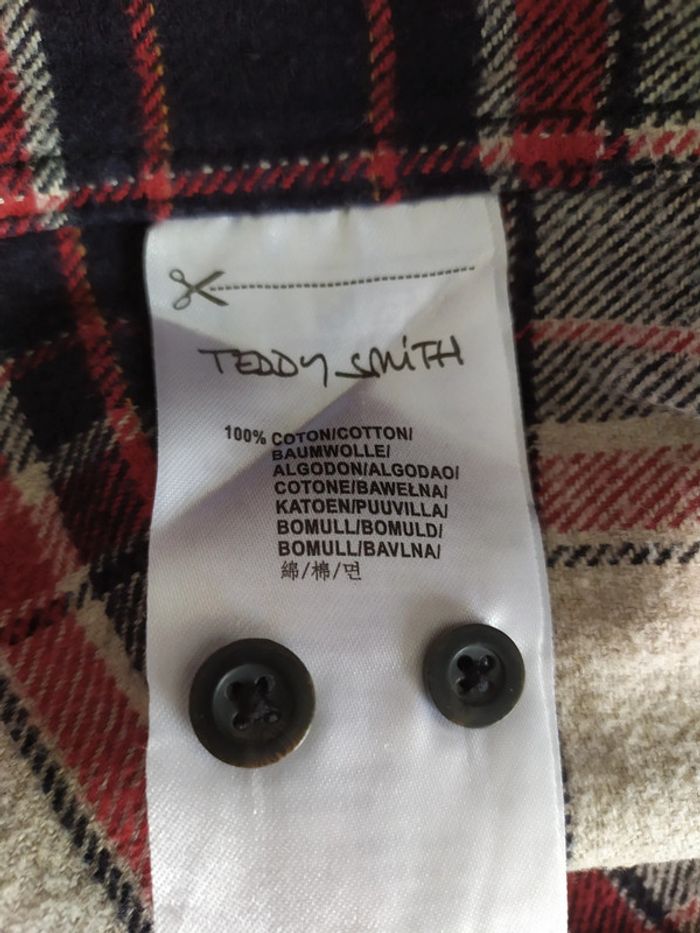 TEDDY SMITH
100% COTON/COTTON/
BAUMWOLLE/
ALGODON/ALGODAO/
COTONE/BAWEŁNA/
KATOEN/PUUVILLA/
BOMULL/BOMULD/
BOMULL/BAVLNA/
綿/棉/면